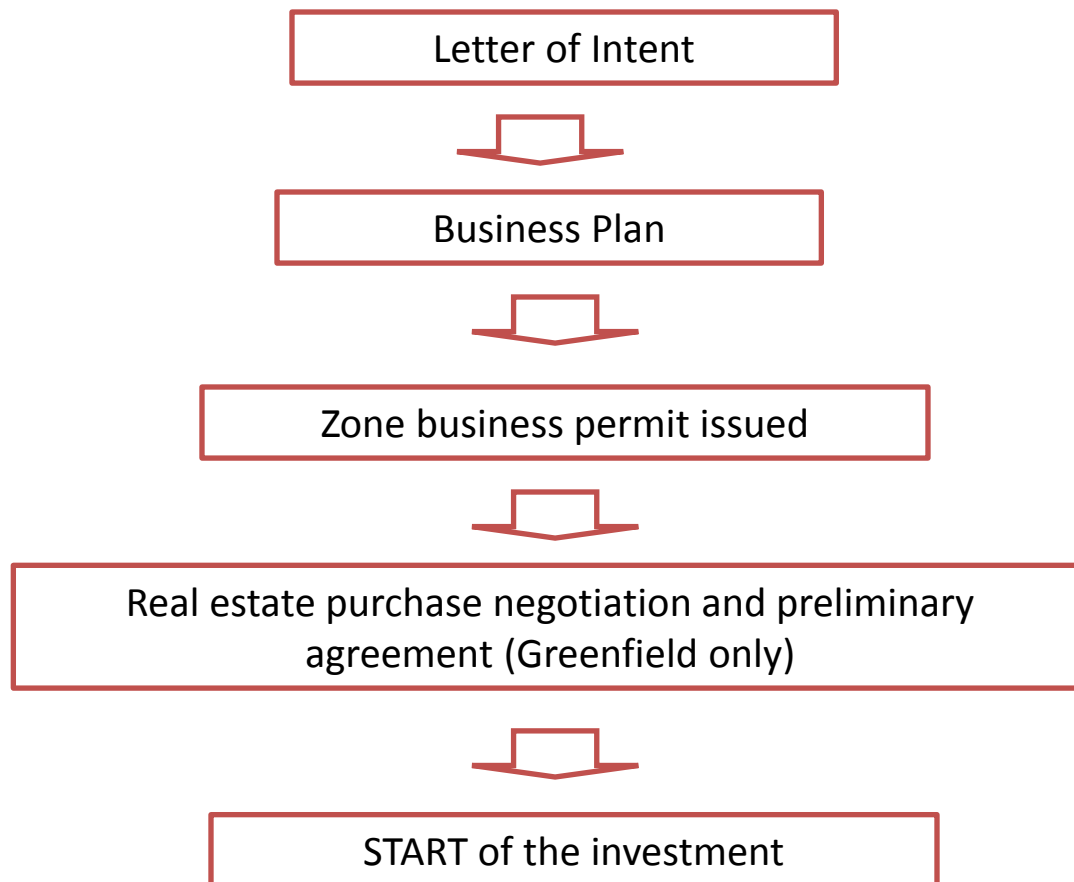 Letter of Intent
Business Plan
Zone business permit issued
Real estate purchase negotiation and preliminary
agreement (Greenfield only)
START of the investment